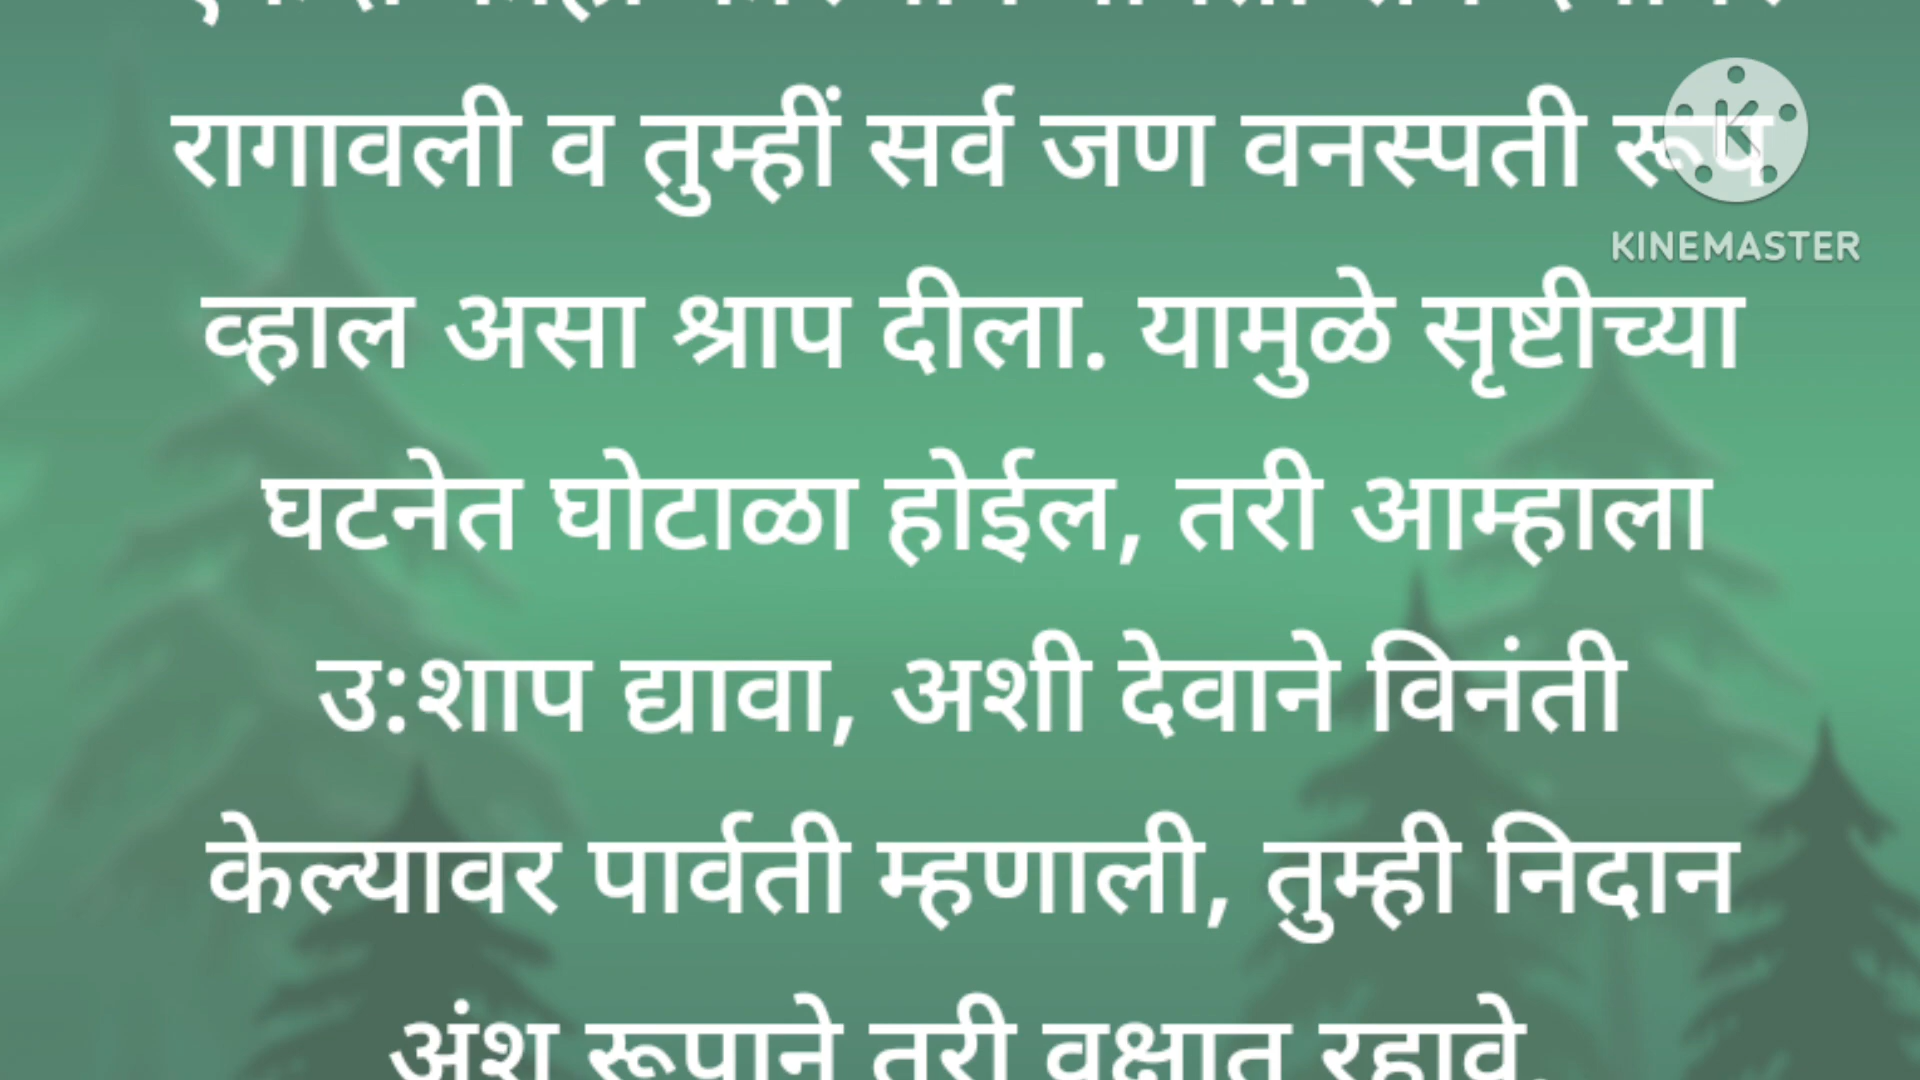 रागावली व तुम्हीं सर्व जण वनस्पती रूप
KINEMASTER
व्हाल असा श्राप दीला. यामुळे सृष्टीच्या
घटनेत घोटाळा होईल, तरी आम्हाला
उ:शाप द्यावा, अशी देवाने विनंती
केल्यावर पार्वती म्हणाली, तुम्ही निदान
अंश रूपाने तरी वृक्षात रहावे.